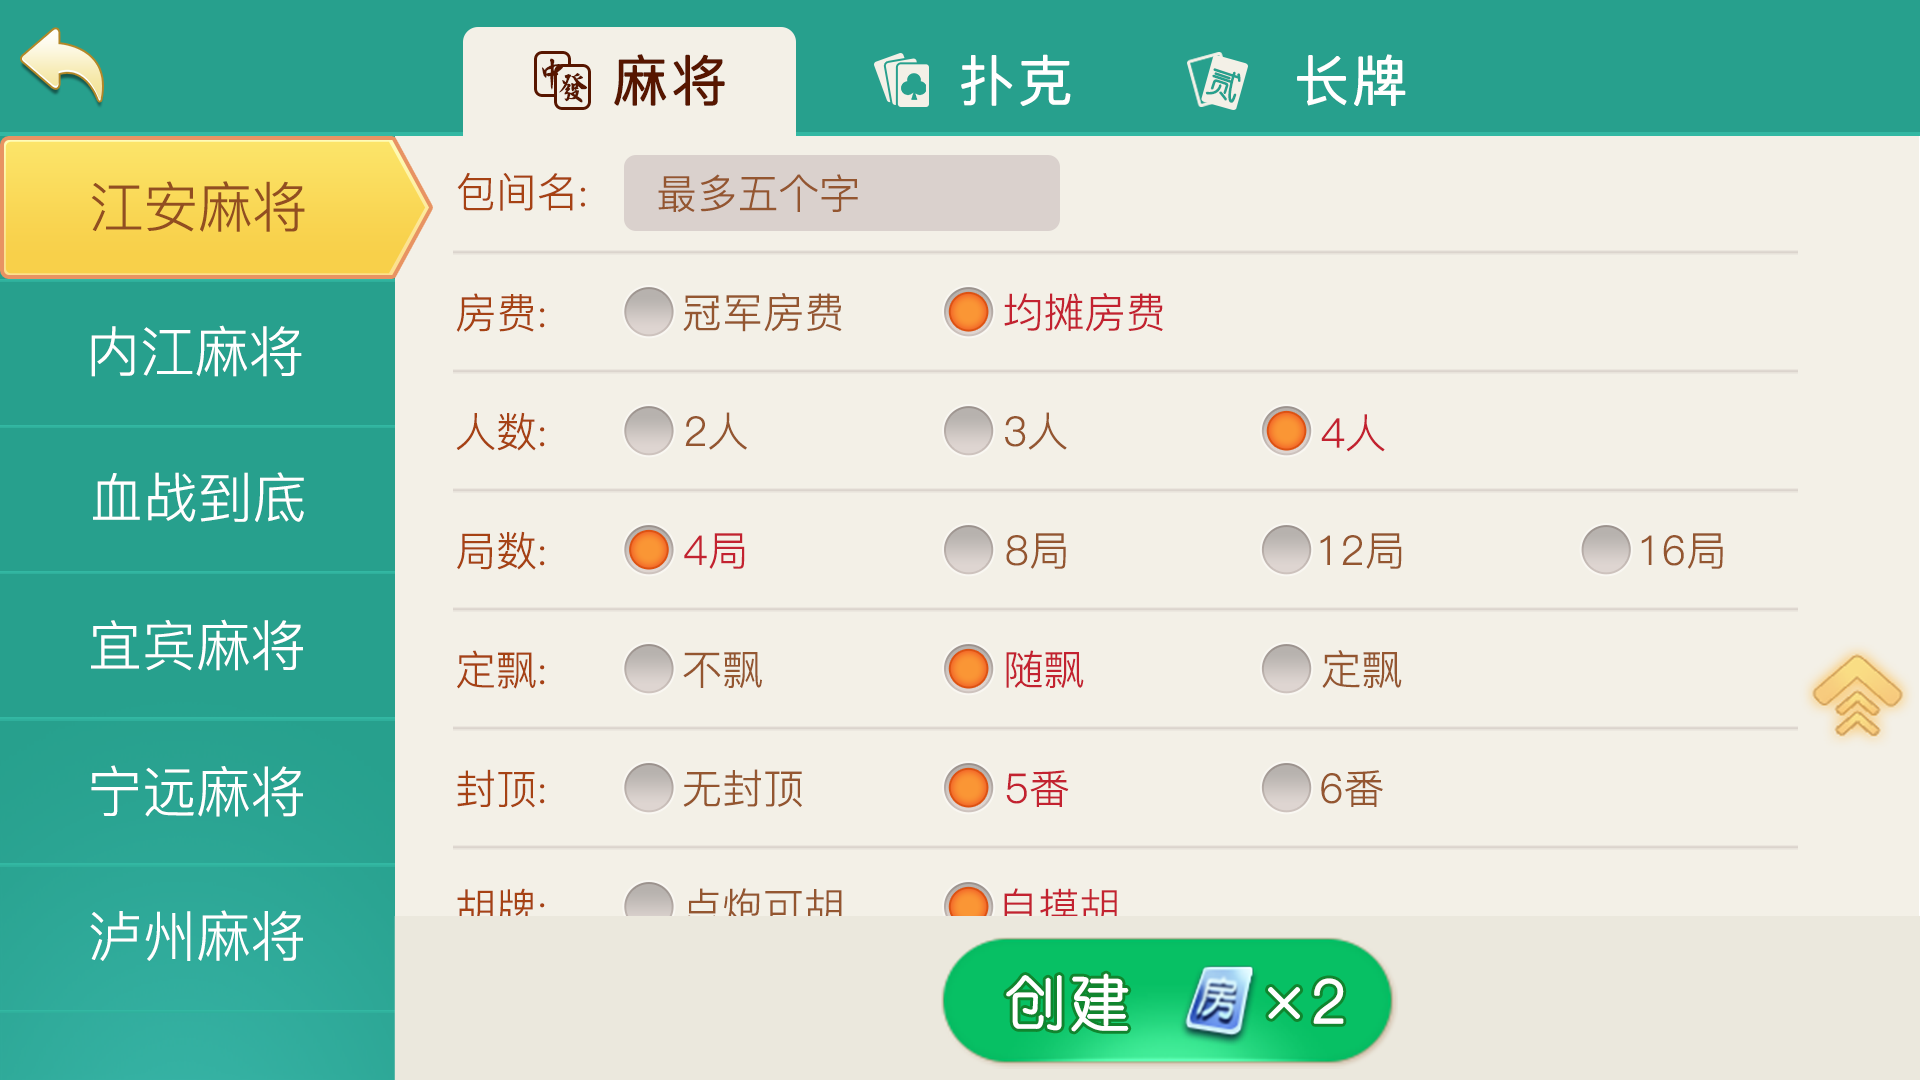 中 發 麻将
扑克
贰 长牌
江安麻将
内江麻将
血战到底
宜宾麻将
宁远麻将
泸州麻将
包间名: 最多五个字
房费: 冠军房费 均摊房费
人数: 2人 3人 4人
局数: 4局 8局 12局 16局
定飘: 不飘 随飘 定飘
封顶: 无封顶 5番 6番
胡牌: 点炮可胡 自摸胡
创建 房 ×2